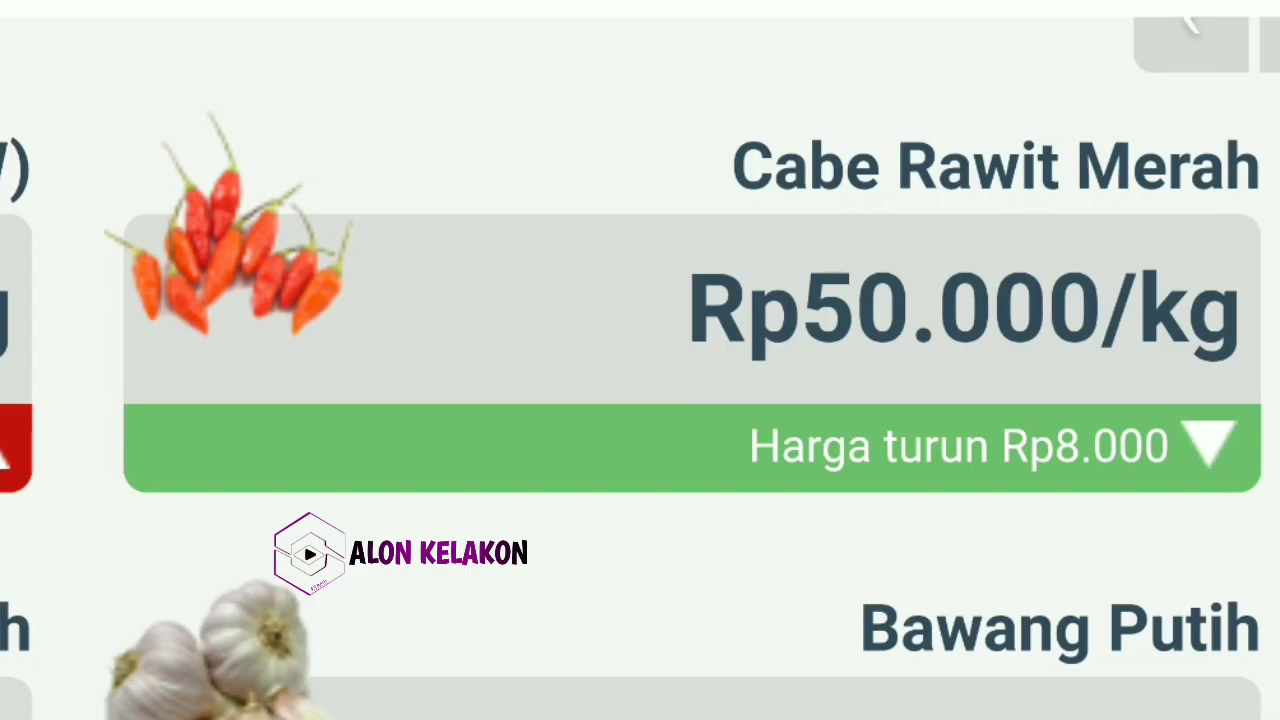 )
Cabe Rawit Merah
g
Rp50.000/kg
Harga turun Rp8.000
ALON KELAKON
h
Bawang Putih